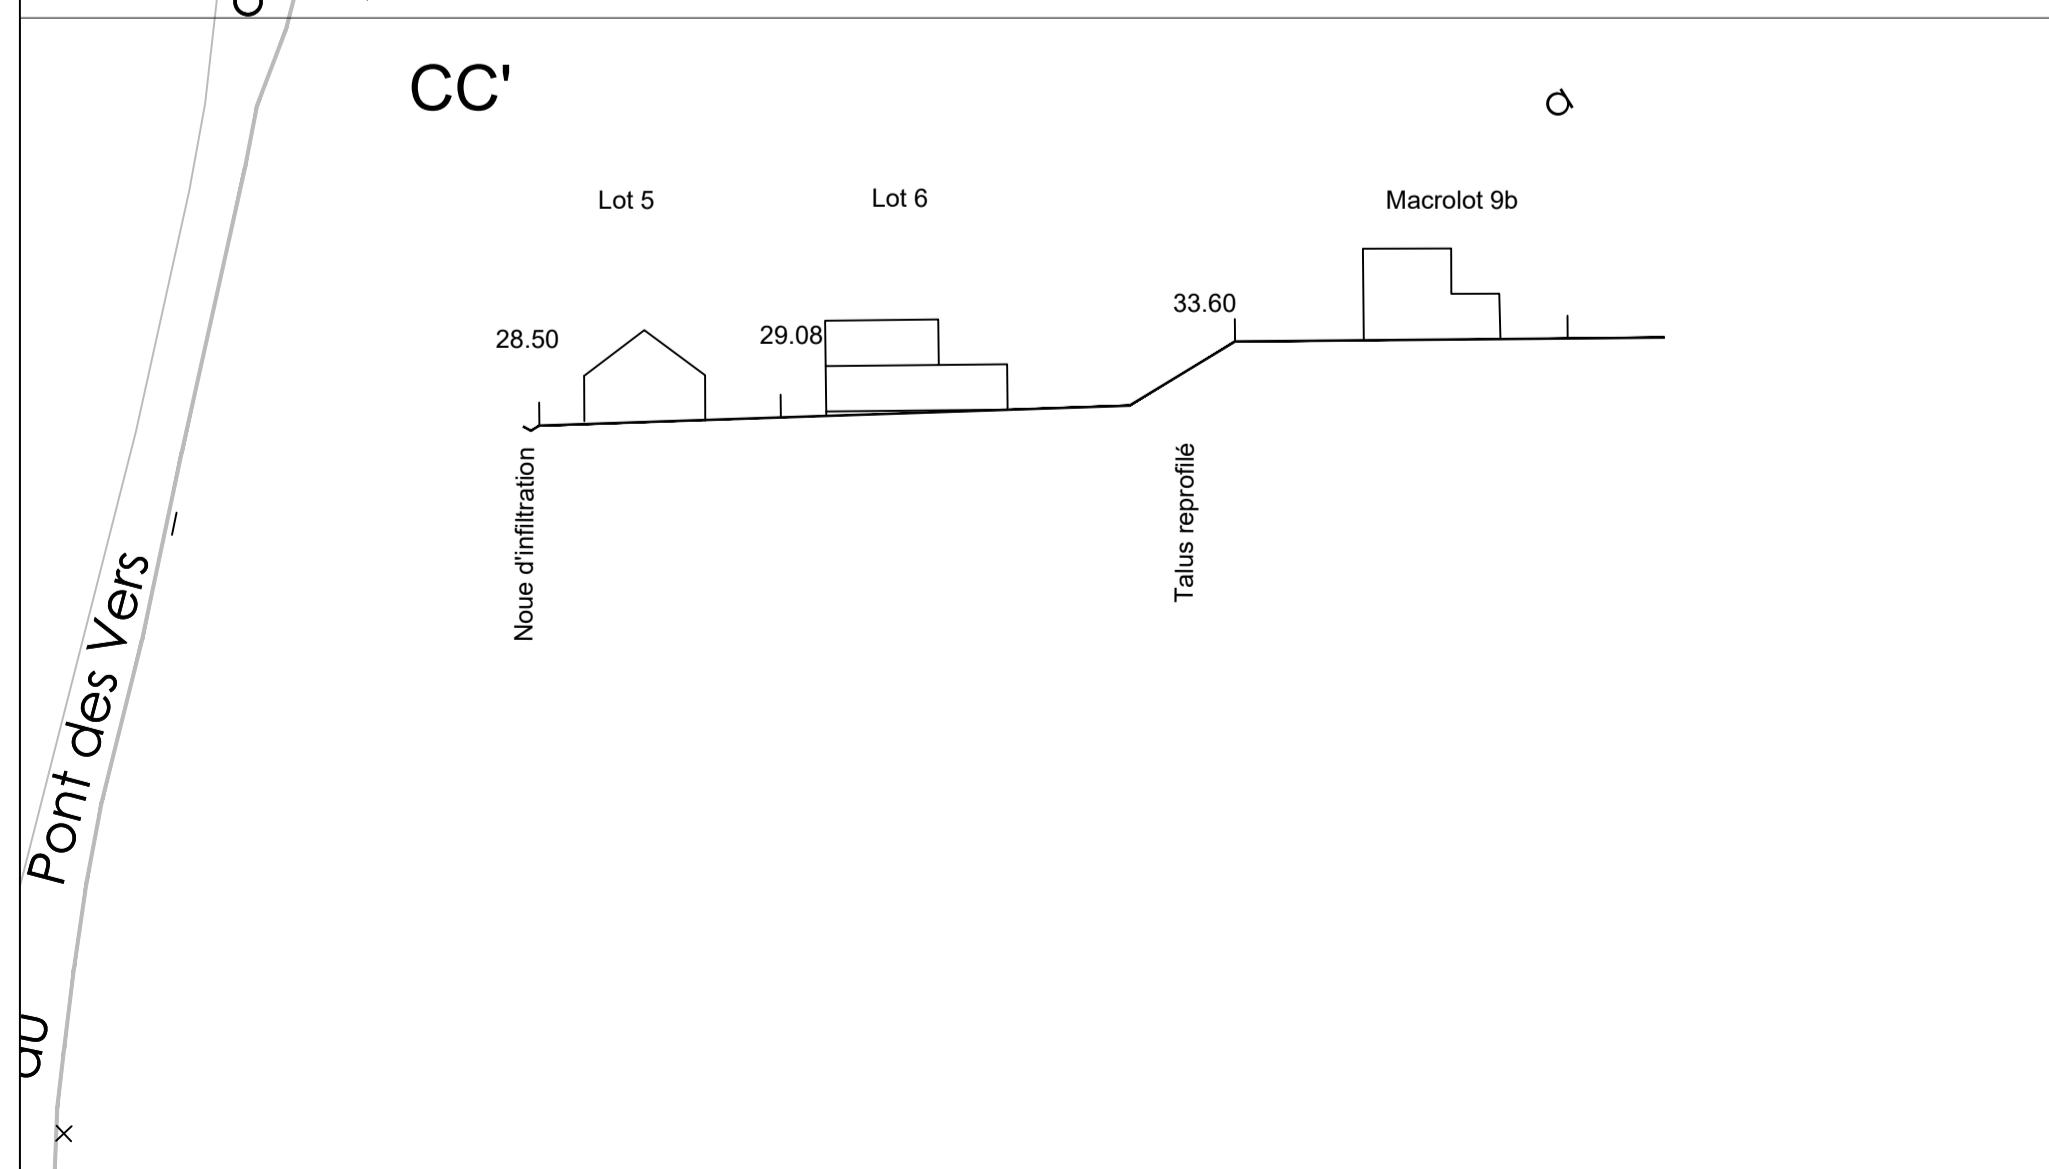 CC'
a
Lot 5
Lot 6
Macrolot 9b
33.60
28.50
29.08
Noue d'infiltration
Talus reprofilé
Pont des Vers
du